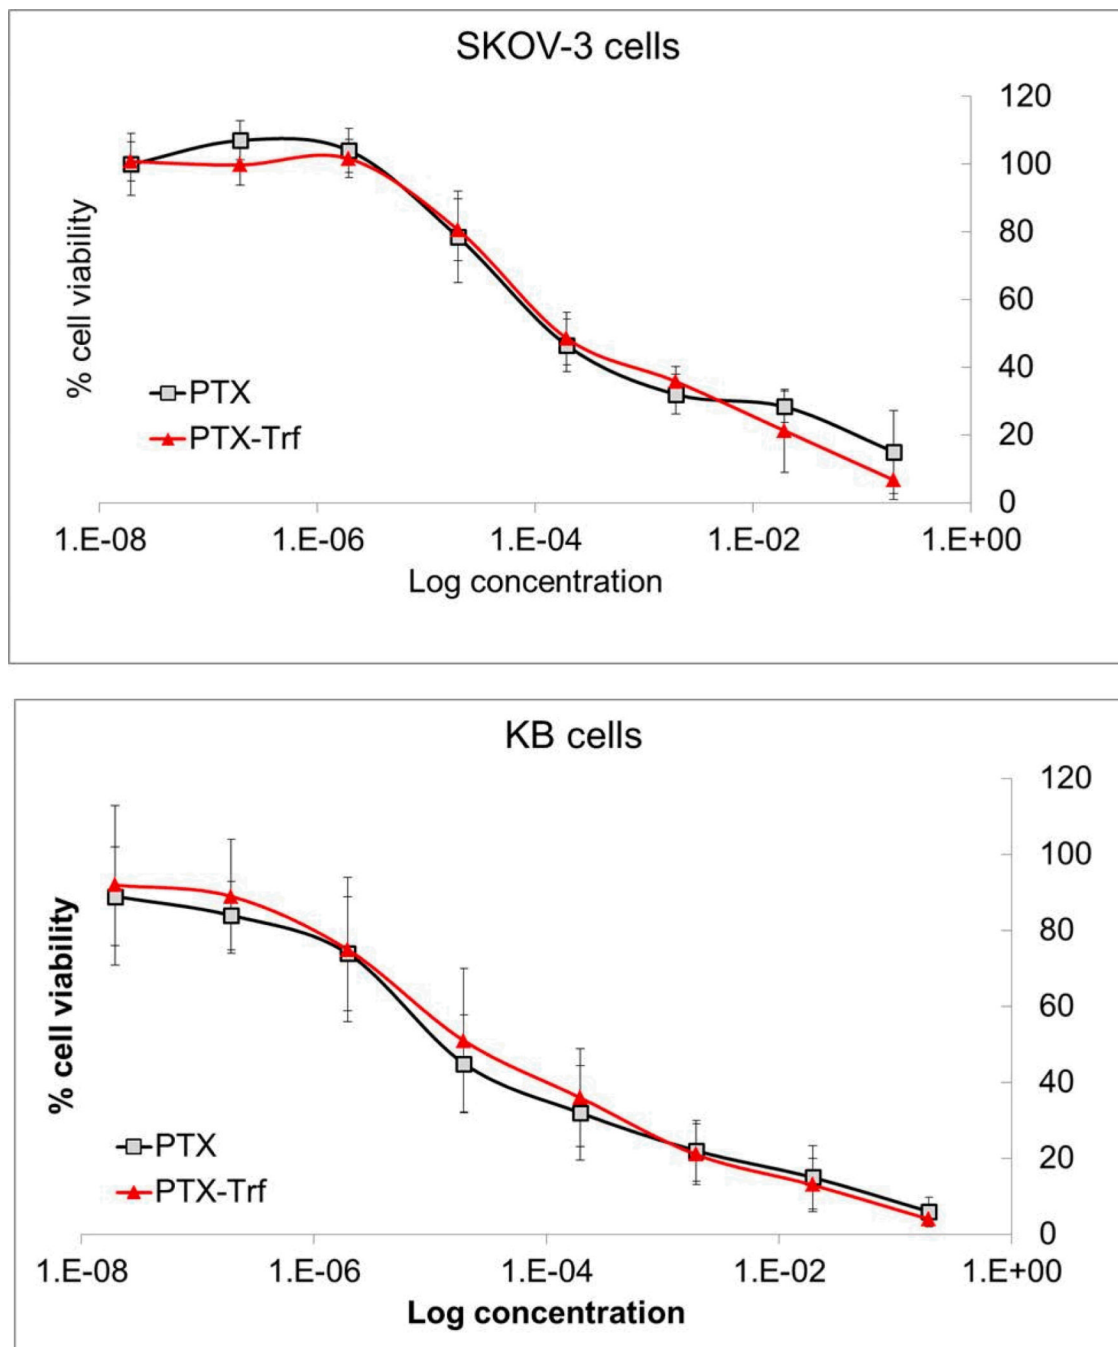 SKOV-3 cells
120
100
80
60
40
20
0
% cell viability
PTX
PTX-Trf
1.E-08 1.E-06 1.E-04 1.E-02 1.E+00
Log concentration
KB cells
120
100
80
60
40
20
0
% cell viability
PTX
PTX-Trf
1.E-08 1.E-06 1.E-04 1.E-02 1.E+00
Log concentration